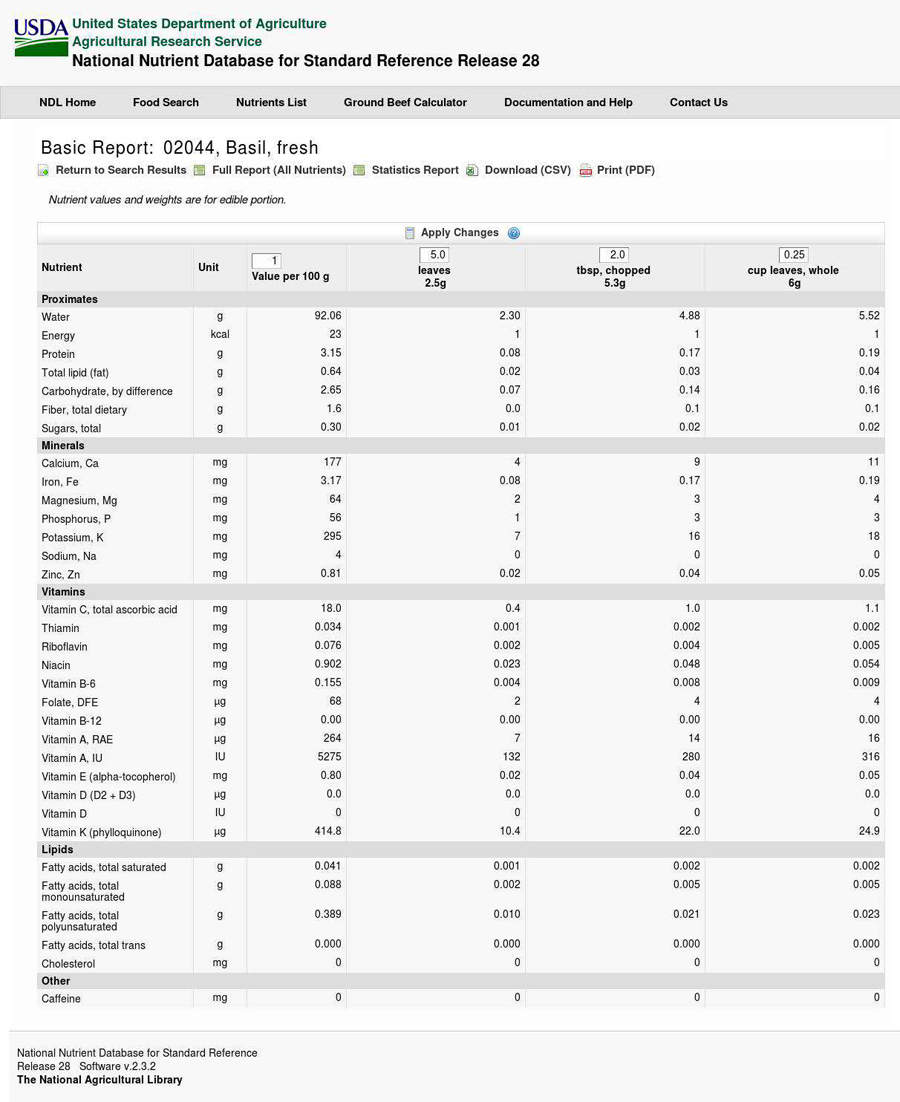 USDA United States Department of Agriculture
Agricultural Research Service
National Nutrient Database for Standard Reference Release 28
NDL Home Food Search Nutrients List Ground Beef Calculator Documentation and Help Contact Us
Basic Report: 02044, Basil, fresh
Return to Search Results Full Report (All Nutrients) Statistics Report Download (CSV) Print (PDF)
Nutrient values and weights are for edible portion.
Apply Changes
Nutrient Unit 1 Value per 100 g 5.0 leaves 2.5g 2.0 tbsp, chopped 5.3g 0.25 cup leaves, whole 6g
Proximates
Water g 92.06 2.30 4.88 5.52
Energy kcal 23 1 1 1
Protein g 3.15 0.08 0.17 0.19
Total lipid (fat) g 0.64 0.02 0.03 0.04
Carbohydrate, by difference g 2.65 0.07 0.14 0.16
Fiber, total dietary g 1.6 0.0 0.1 0.1
Sugars, total g 0.30 0.01 0.02 0.02
Minerals
Calcium, Ca mg 177 4 9 11
Iron, Fe mg 3.17 0.08 0.17 0.19
Magnesium, Mg mg 64 2 3 4
Phosphorus, P mg 56 1 3 3
Potassium, K mg 295 7 16 18
Sodium, Na mg 4 0 0 0
Zinc, Zn mg 0.81 0.02 0.04 0.05
Vitamins
Vitamin C, total ascorbic acid mg 18.0 0.4 1.0 1.1
Thiamin mg 0.034 0.001 0.002 0.002
Riboflavin mg 0.076 0.002 0.004 0.005
Niacin mg 0.902 0.023 0.048 0.054
Vitamin B-6 mg 0.155 0.004 0.008 0.009
Folate, DFE µg 68 2 4 4
Vitamin B-12 µg 0.00 0.00 0.00 0.00
Vitamin A, RAE µg 264 7 14 16
Vitamin A, IU IU 5275 132 280 316
Vitamin E (alpha-tocopherol) mg 0.80 0.02 0.04 0.05
Vitamin D (D2 + D3) µg 0.0 0.0 0.0 0.0
Vitamin D IU 0 0 0 0
Vitamin K (phylloquinone) µg 414.8 10.4 22.0 24.9
Lipids
Fatty acids, total saturated g 0.041 0.001 0.002 0.002
Fatty acids, total monounsaturated g 0.088 0.002 0.005 0.005
Fatty acids, total polyunsaturated g 0.389 0.010 0.021 0.023
Fatty acids, total trans g 0.000 0.000 0.000 0.000
Cholesterol mg 0 0 0 0
Other
Caffeine mg 0 0 0 0
National Nutrient Database for Standard Reference
Release 28 Software v.2.3.2
The National Agricultural Library